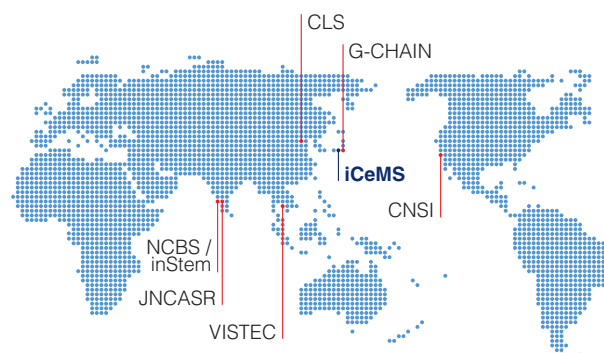 CLS
G-CHAIN
iCeMS
CNSI
NCBS /
inStem
JNCASR
VISTEC